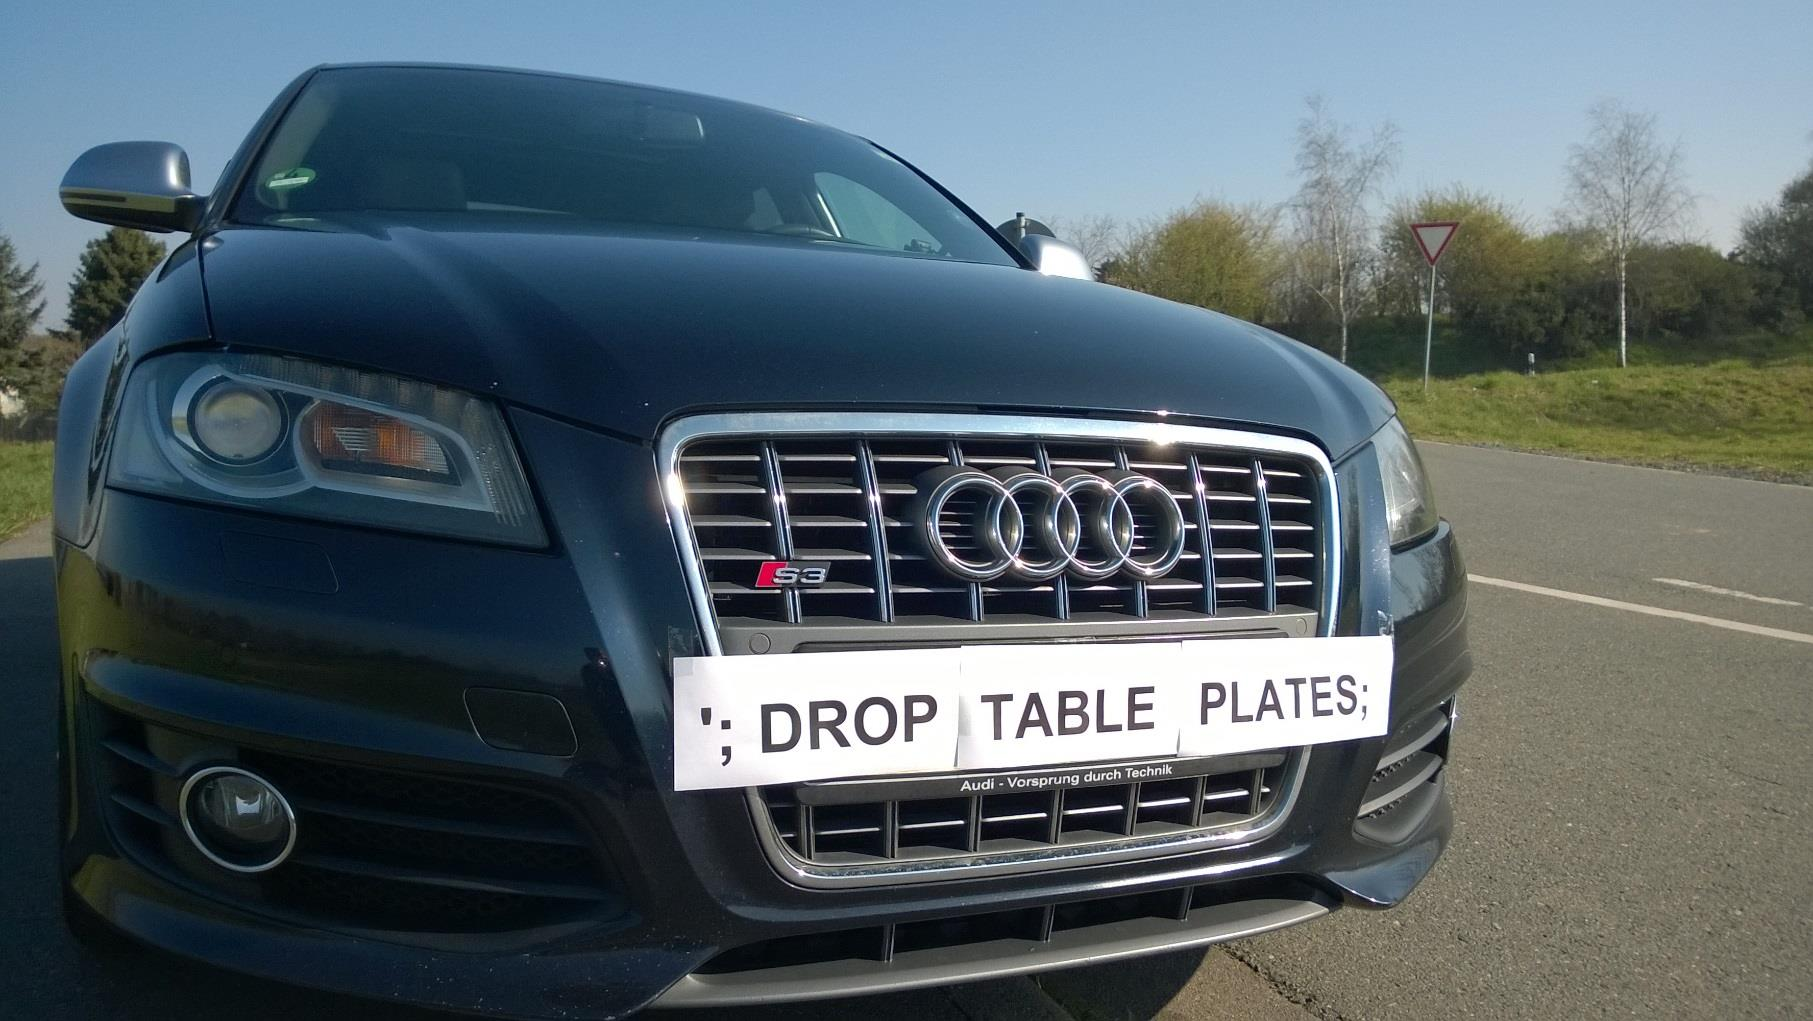 S3
'; DROP TABLE PLATES;
Audi - Vorsprung durch Technik